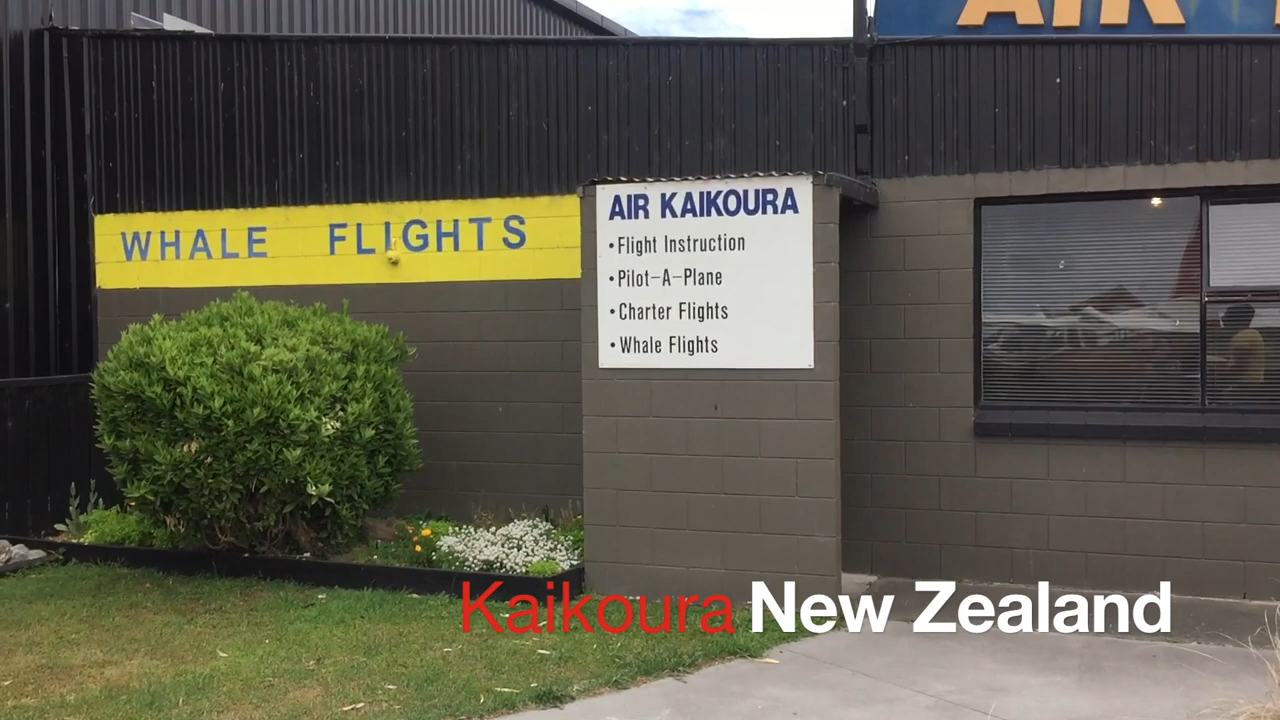 AIR
WHALE FLIGHTS
AIR KAIKOURA
•Flight Instruction
•Pilot-A-Plane
•Charter Flights
•Whale Flights
Kaikoura New Zealand